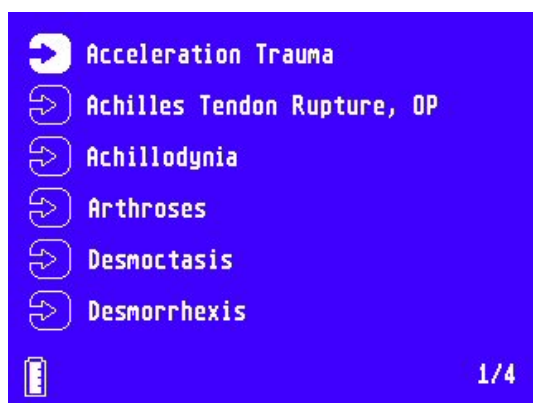 Acceleration Trauma
Achilles Tendon Rupture, OP
Achillodynia
Arthroses
Desmoctasis
Desmorrhexis
1/4